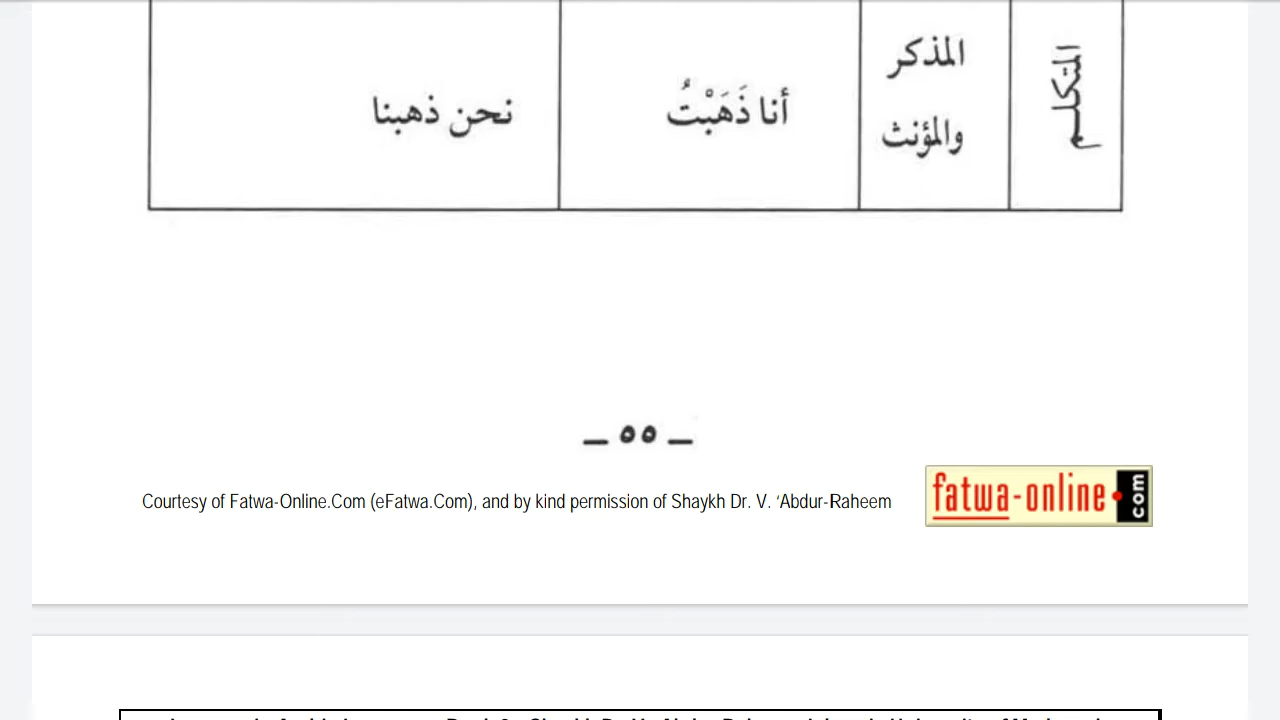 المتكلم
المذكر
والمؤنث
أنا ذَهَبْتُ
نحن ذهبنا
ـ ٥٥ ـ
Courtesy of Fatwa-Online.Com (eFatwa.Com), and by kind permission of Shaykh Dr. V. ‘Abdur-Raheem
fatwa-online.com